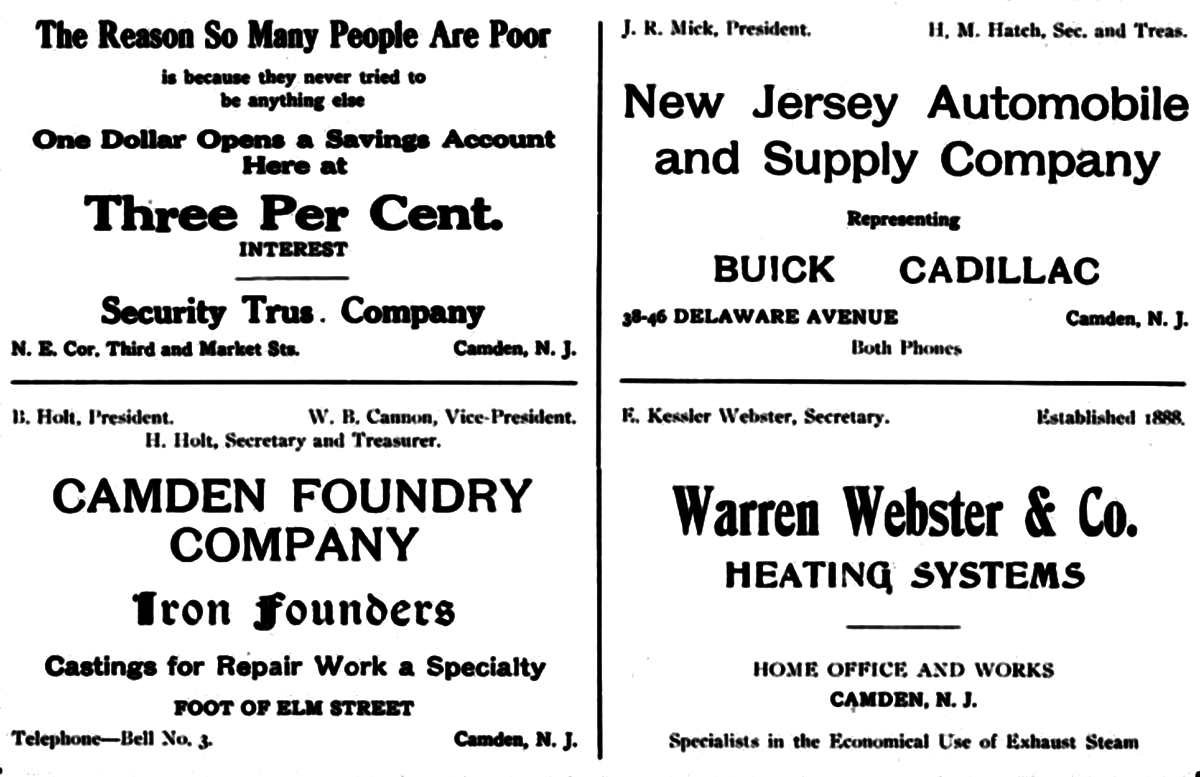 The Reason So Many People Are Poor
is because they never tried to
be anything else
One Dollar Opens a Savings Account
Here at
Three Per Cent.
INTEREST
Security Trus . Company
N. E. Cor. Third and Market Sts. Camden, N. J.
J. R. Mick, President. H. M. Hatch, Sec. and Treas.
New Jersey Automobile
and Supply Company
Representing
BUICK CADILLAC
38-46 DELAWARE AVENUE Camden, N. J.
Both Phones
B. Holt, President. W. B. Cannon, Vice-President.
H. Holt, Secretary and Treasurer.
CAMDEN FOUNDRY
COMPANY
Iron Founders
Castings for Repair Work a Specialty
FOOT OF ELM STREET
Telephone—Bell No. 3. Camden, N. J.
E. Kessler Webster, Secretary. Established 1888.
Warren Webster & Co.
HEATING SYSTEMS
HOME OFFICE AND WORKS
CAMDEN, N. J.
Specialists in the Economical Use of Exhaust Steam